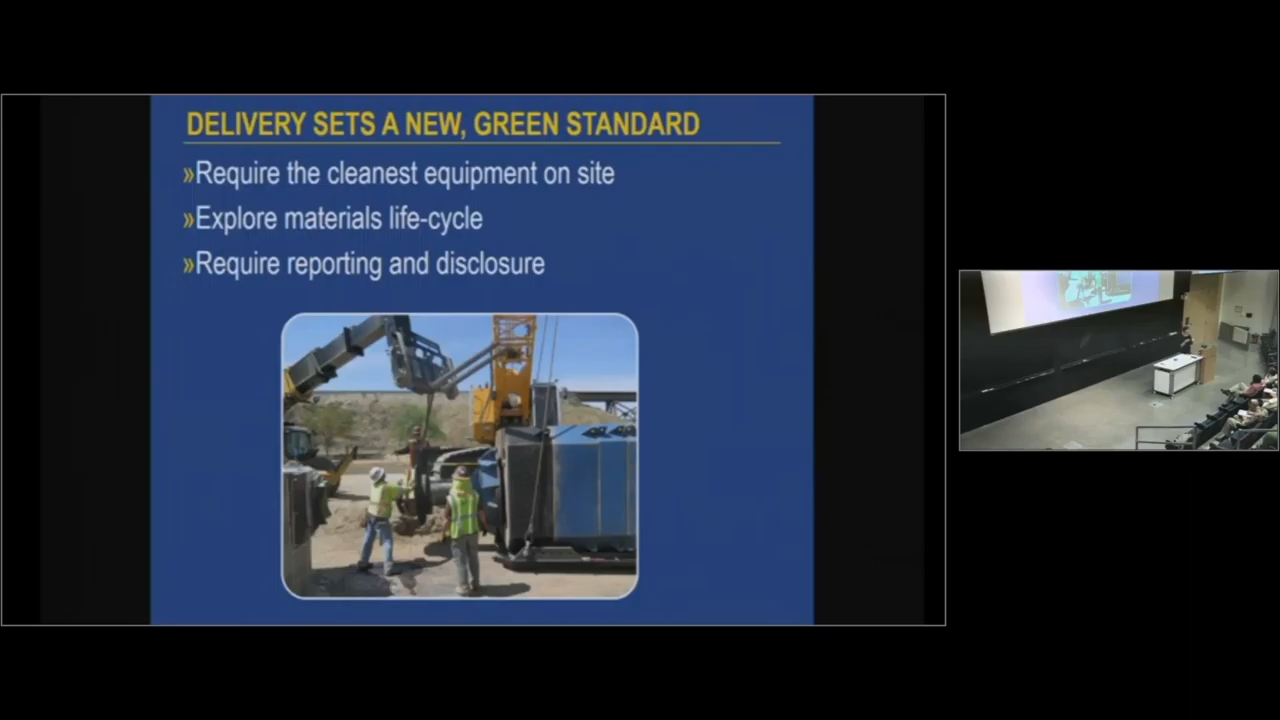 DELIVERY SETS A NEW, GREEN STANDARD
»Require the cleanest equipment on site
»Explore materials life-cycle
»Require reporting and disclosure